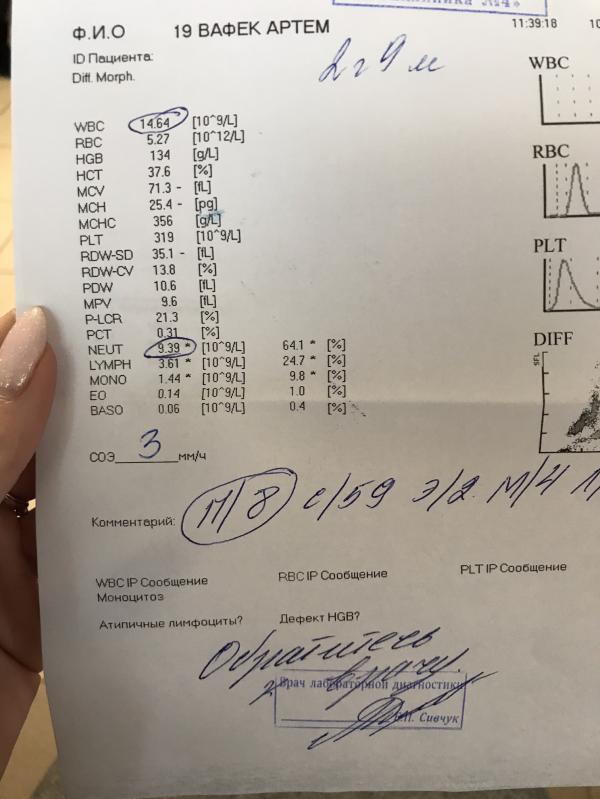 11:39:18 10
Ф.И.О 19 ВАФЕК АРТЕМ
ID Пациента:
Diff. Morph.
2 г 9 м
WBC 14.64 [10^9/L]
RBC 5.27 [10^12/L]
HGB 134 [g/L]
HCT 37.6 [%]
MCV 71.3 - [fL]
MCH 25.4 - [pg]
MCHC 356 [g/L]
PLT 319 [10^9/L]
RDW-SD 35.1 - [fL]
RDW-CV 13.8 [%]
PDW 10.6 [fL]
MPV 9.6 [fL]
P-LCR 21.3 [%]
PCT 0.31 [%]
NEUT 9.39 * [10^9/L] 64.1 * [%]
LYMPH 3.61 * [10^9/L] 24.7 * [%]
MONO 1.44 * [10^9/L] 9.8 * [%]
EO 0.14 [10^9/L] 1.0 [%]
BASO 0.06 [10^9/L] 0.4 [%]
WBC
RBC
PLT
DIFF
SFL
СОЭ 3 мм/ч
Комментарий: П/8 с/59 э/2 м/4
WBC IP Сообщение
Моноцитоз
RBC IP Сообщение
PLT IP Сообщение
Атипичные лимфоциты?
Дефект HGB?
Обратитесь
к врачу.
Врач лабораторной диагностики
Сивчук